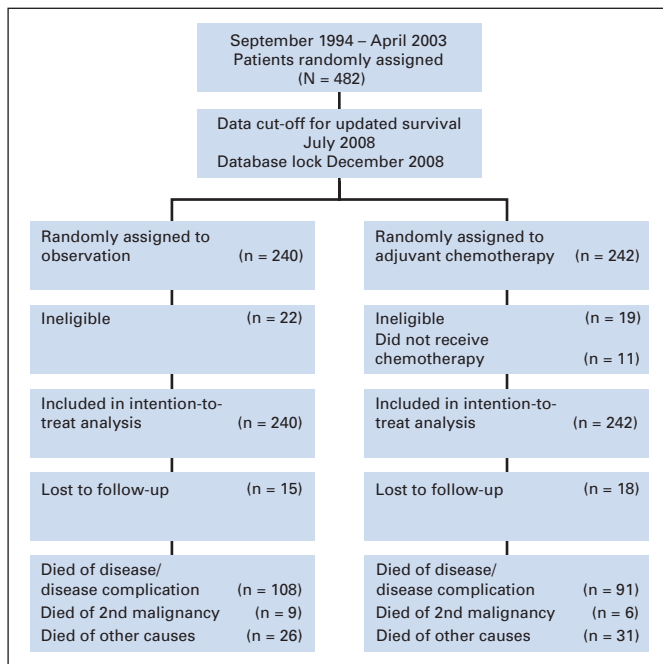 September 1994 – April 2003
Patients randomly assigned
(N = 482)
Data cut-off for updated survival
July 2008
Database lock December 2008
Randomly assigned to
observation (n = 240)
Ineligible (n = 22)
Included in intention-to-
treat analysis (n = 240)
Lost to follow-up (n = 15)
Died of disease/
disease complication (n = 108)
Died of 2nd malignancy (n = 9)
Died of other causes (n = 26)
Randomly assigned to
adjuvant chemotherapy (n = 242)
Ineligible (n = 19)
Did not receive
chemotherapy (n = 11)
Included in intention-to-
treat analysis (n = 242)
Lost to follow-up (n = 18)
Died of disease/
disease complication (n = 91)
Died of 2nd malignancy (n = 6)
Died of other causes (n = 31)